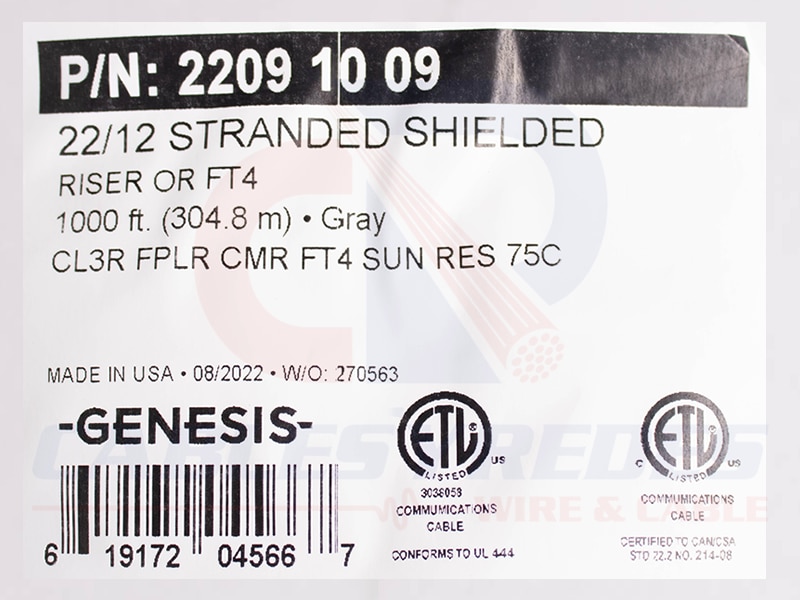 P/N: 2209 10 09
22/12 STRANDED SHIELDED
RISER OR FT4
1000 ft. (304.8 m) • Gray
CL3R FPLR CMR FT4 SUN RES 75C
MADE IN USA • 08/2022 • W/O: 270563
-GENESIS-
6 19172 04566 7
ETL ®
LISTED
US
3038053
COMMUNICATIONS
CABLE
CONFORMS TO UL 444
ETL ®
LISTED
C US
COMMUNICATIONS
CABLE
CERTIFIED TO CAN/CSA
STD 22.2 NO. 214-08
WIRE & CABLE